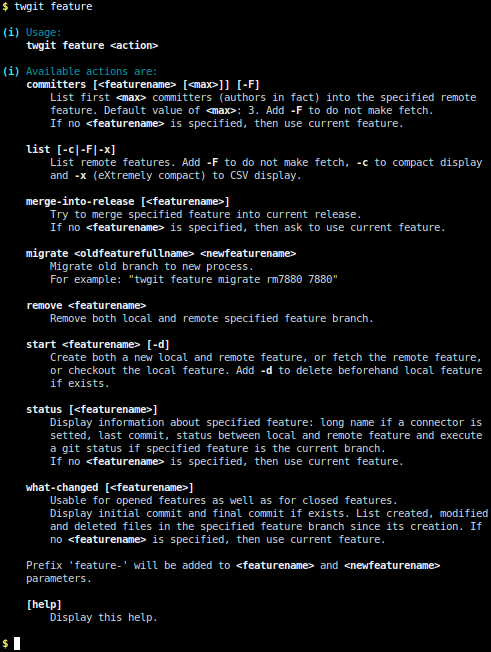 $ twgit feature
(i) Usage:
twgit feature <action>
(i) Available actions are:
committers [<featurename> [<max>]] [-F]
List first <max> committers (authors in fact) into the specified remote
feature. Default value of <max>: 3. Add -F to do not make fetch.
If no <featurename> is specified, then use current feature.
list [-c|-F|-x]
List remote features. Add -F to do not make fetch, -c to compact display
and -x (eXtremely compact) to CSV display.
merge-into-release [<featurename>]
Try to merge specified feature into current release.
If no <featurename> is specified, then ask to use current feature.
migrate <oldfeaturefullname> <newfeaturename>
Migrate old branch to new process.
For example: "twgit feature migrate rm7880 7880"
remove <featurename>
Remove both local and remote specified feature branch.
start <featurename> [-d]
Create both a new local and remote feature, or fetch the remote feature,
or checkout the local feature. Add -d to delete beforehand local feature
if exists.
status [<featurename>]
Display information about specified feature: long name if a connector is
setted, last commit, status between local and remote feature and execute
a git status if specified feature is the current branch.
If no <featurename> is specified, then use current feature.
what-changed [<featurename>]
Usable for opened features as well as for closed features.
Display initial commit and final commit if exists. List created, modified
and deleted files in the specified feature branch since its creation. If
no <featurename> is specified, then use current feature.
Prefix 'feature-' will be added to <featurename> and <newfeaturename>
parameters.
[help]
Display this help.
$